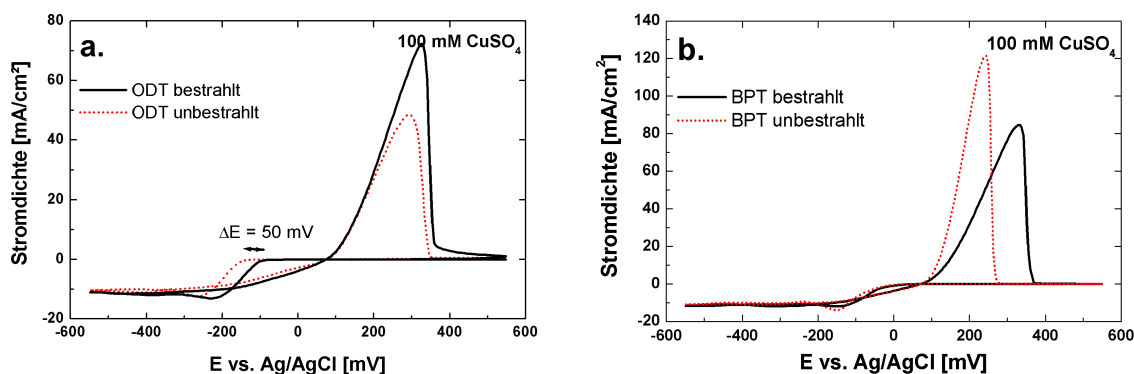 a.
100 mM CuSO₄
ODT bestrahlt
ODT unbestrahlt
ΔE = 50 mV
Stromdichte [mA/cm²]
80
60
40
20
0
-20
-600
-400
-200
0
200
400
600
E vs. Ag/AgCl [mV]
b.
100 mM CuSO₄
BPT bestrahlt
BPT unbestrahlt
Stromdichte [mA/cm²]
140
120
100
80
60
40
20
0
-20
-600
-400
-200
0
200
400
600
E vs. Ag/AgCl [mV]